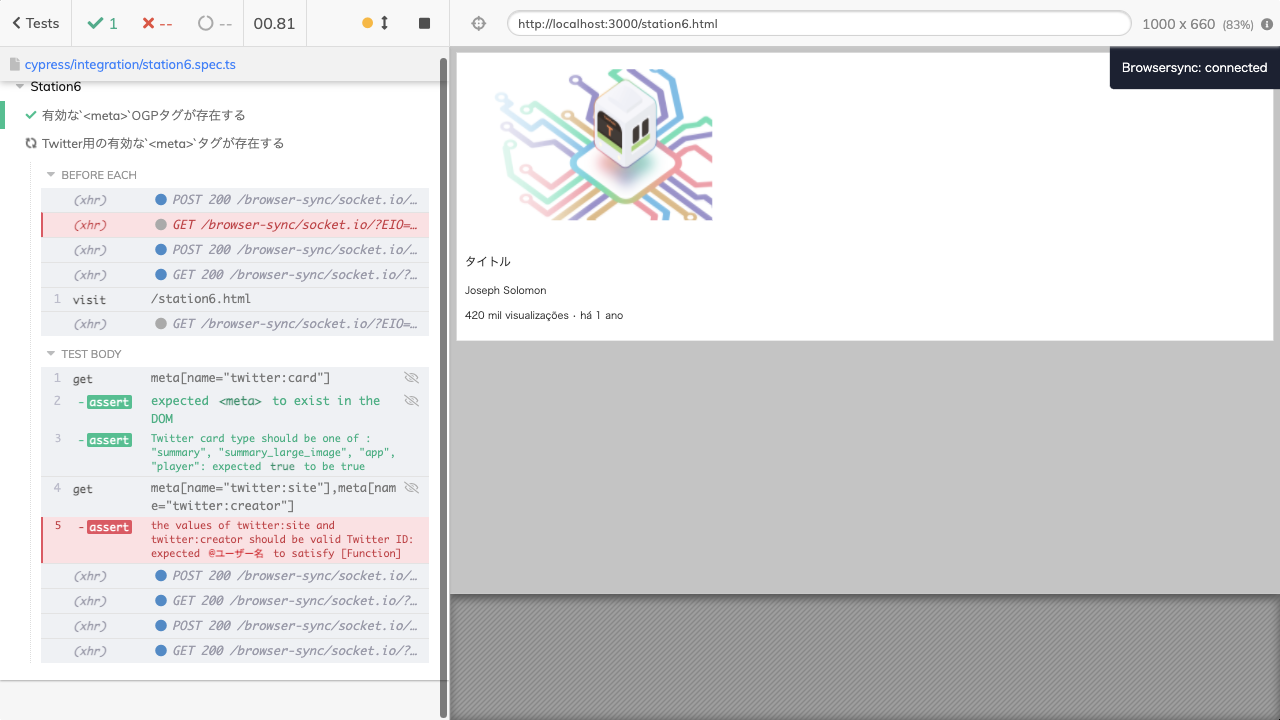 Tests
1
--
--
00.81
http://localhost:3000/station6.html
1000 x 660 (83%)
cypress/integration/station6.spec.ts
Browsersync: connected
Station6
有効な`<meta>`OGPタグが存在する
Twitter用の有効な`<meta>`タグが存在する
BEFORE EACH
(xhr) POST 200 /browser-sync/socket.io/…
(xhr) GET /browser-sync/socket.io/?EIO=…
(xhr) POST 200 /browser-sync/socket.io/…
(xhr) GET 200 /browser-sync/socket.io/?…
1 visit /station6.html
(xhr) GET /browser-sync/socket.io/?EIO=…
TEST BODY
1 get meta[name="twitter:card"]
2 -assert expected <meta> to exist in the
DOM
3 -assert Twitter card type should be one of :
"summary", "summary_large_image", "app",
"player": expected true to be true
4 get meta[name="twitter:site"],meta[nam
e="twitter:creator"]
5 -assert the values of twitter:site and
twitter:creator should be valid Twitter ID:
expected @ユーザー名 to satisfy [Function]
(xhr) POST 200 /browser-sync/socket.io/…
(xhr) GET 200 /browser-sync/socket.io/?…
(xhr) POST 200 /browser-sync/socket.io/…
(xhr) GET 200 /browser-sync/socket.io/?…
タイトル
Joseph Solomon
420 mil visualizações · há 1 ano